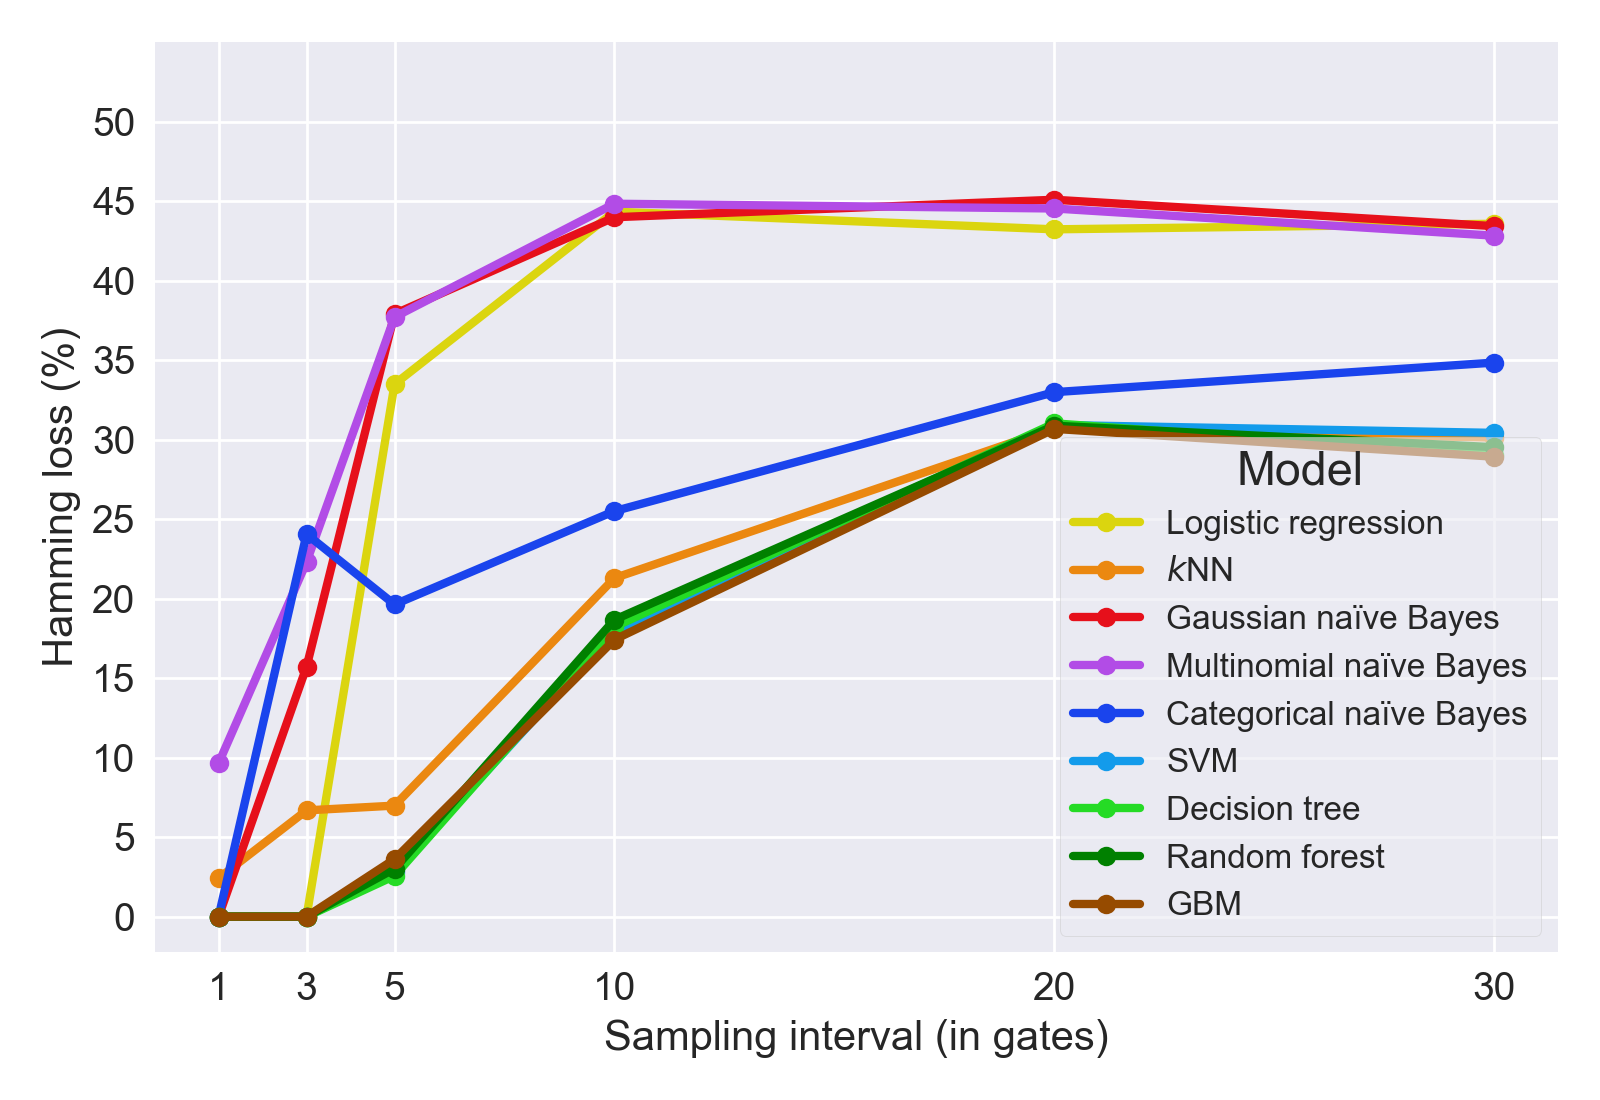 50
45
40
35
30
25
20
15
10
5
0
Hamming loss (%)
1 3 5 10 20 30
Sampling interval (in gates)
Model
Logistic regression
kNN
Gaussian naïve Bayes
Multinomial naïve Bayes
Categorical naïve Bayes
SVM
Decision tree
Random forest
GBM